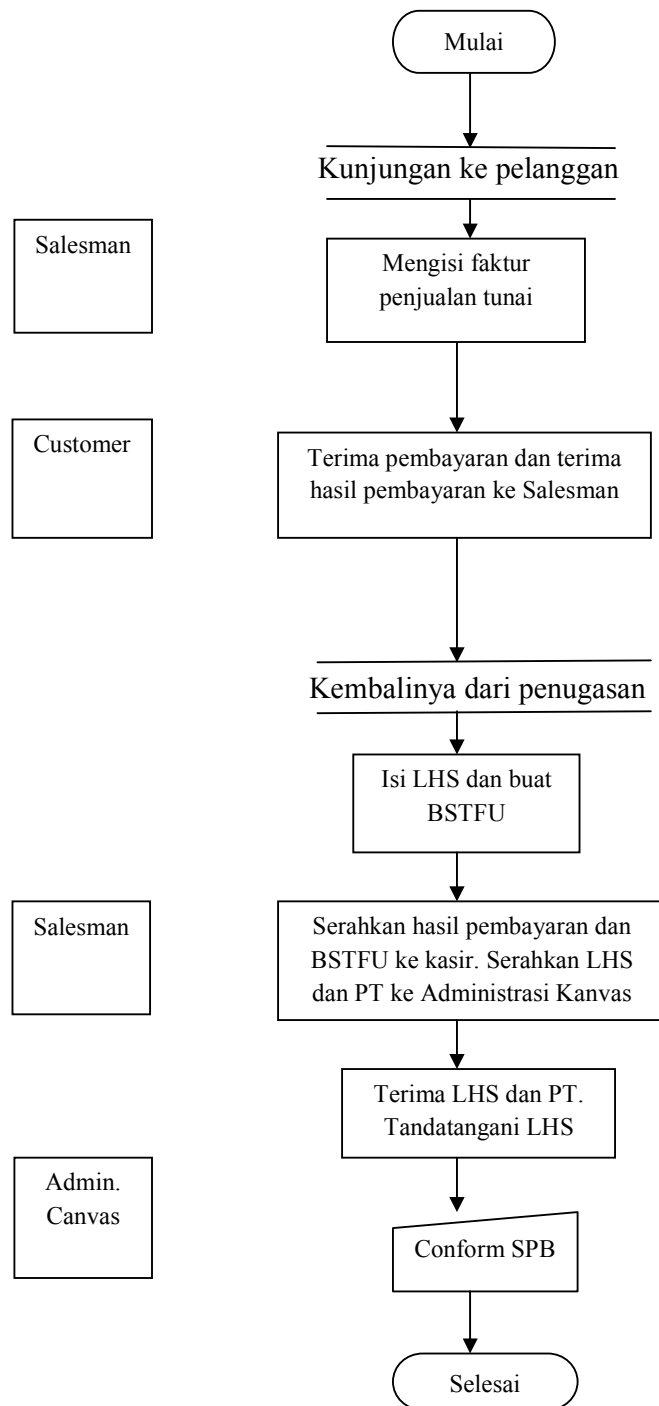 Mulai
Kunjungan ke pelanggan
Salesman
Mengisi faktur
penjualan tunai
Customer
Terima pembayaran dan terima
hasil pembayaran ke Salesman
Kembalinya dari penugasan
Isi LHS dan buat
BSTFU
Salesman
Serahkan hasil pembayaran dan
BSTFU ke kasir. Serahkan LHS
dan PT ke Administrasi Kanvas
Terima LHS dan PT.
Tandatangani LHS
Admin.
Canvas
Conform SPB
Selesai